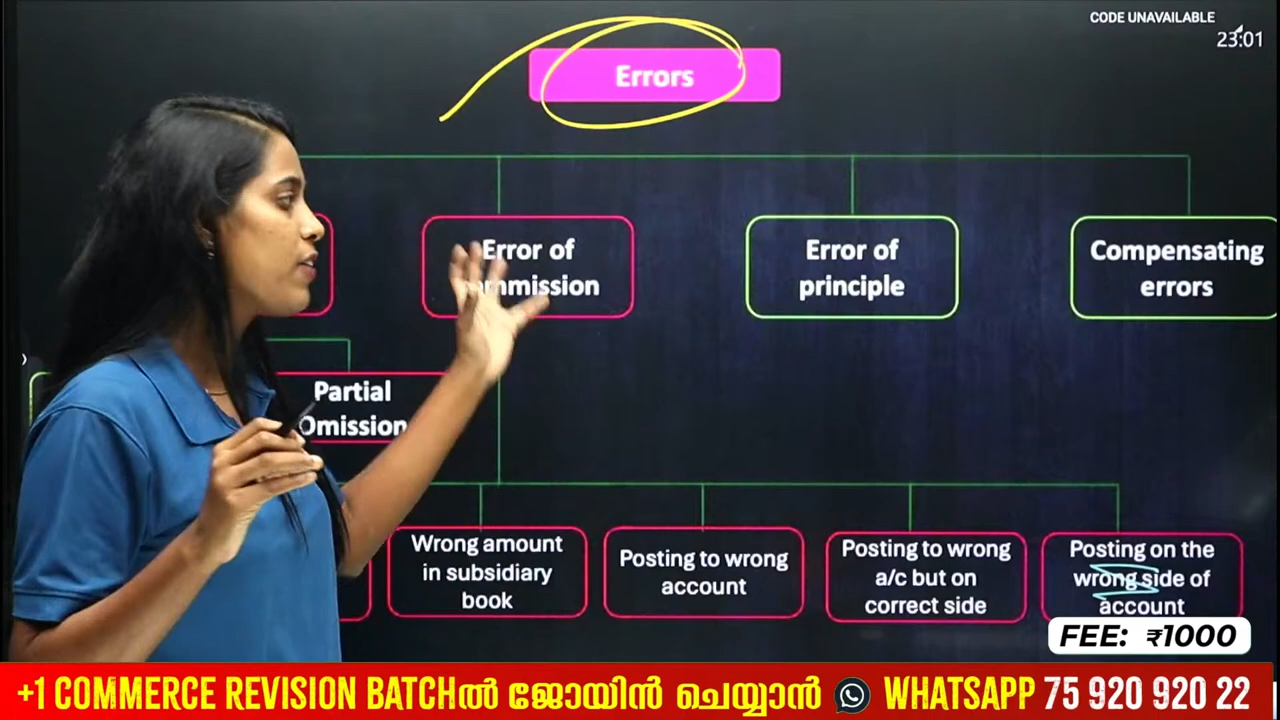 CODE UNAVAILABLE
23:01
Errors
Error of
commission
Error of
principle
Compensating
errors
Partial
Omission
Wrong amount
in subsidiary
book
Posting to wrong
account
Posting to wrong
a/c but on
correct side
Posting on the
wrong side of
account
FEE: ₹1000
+1 COMMERCE REVISION BATCHൽ ജോയിൻ ചെയ്യാൻ WHATSAPP 75 920 920 22